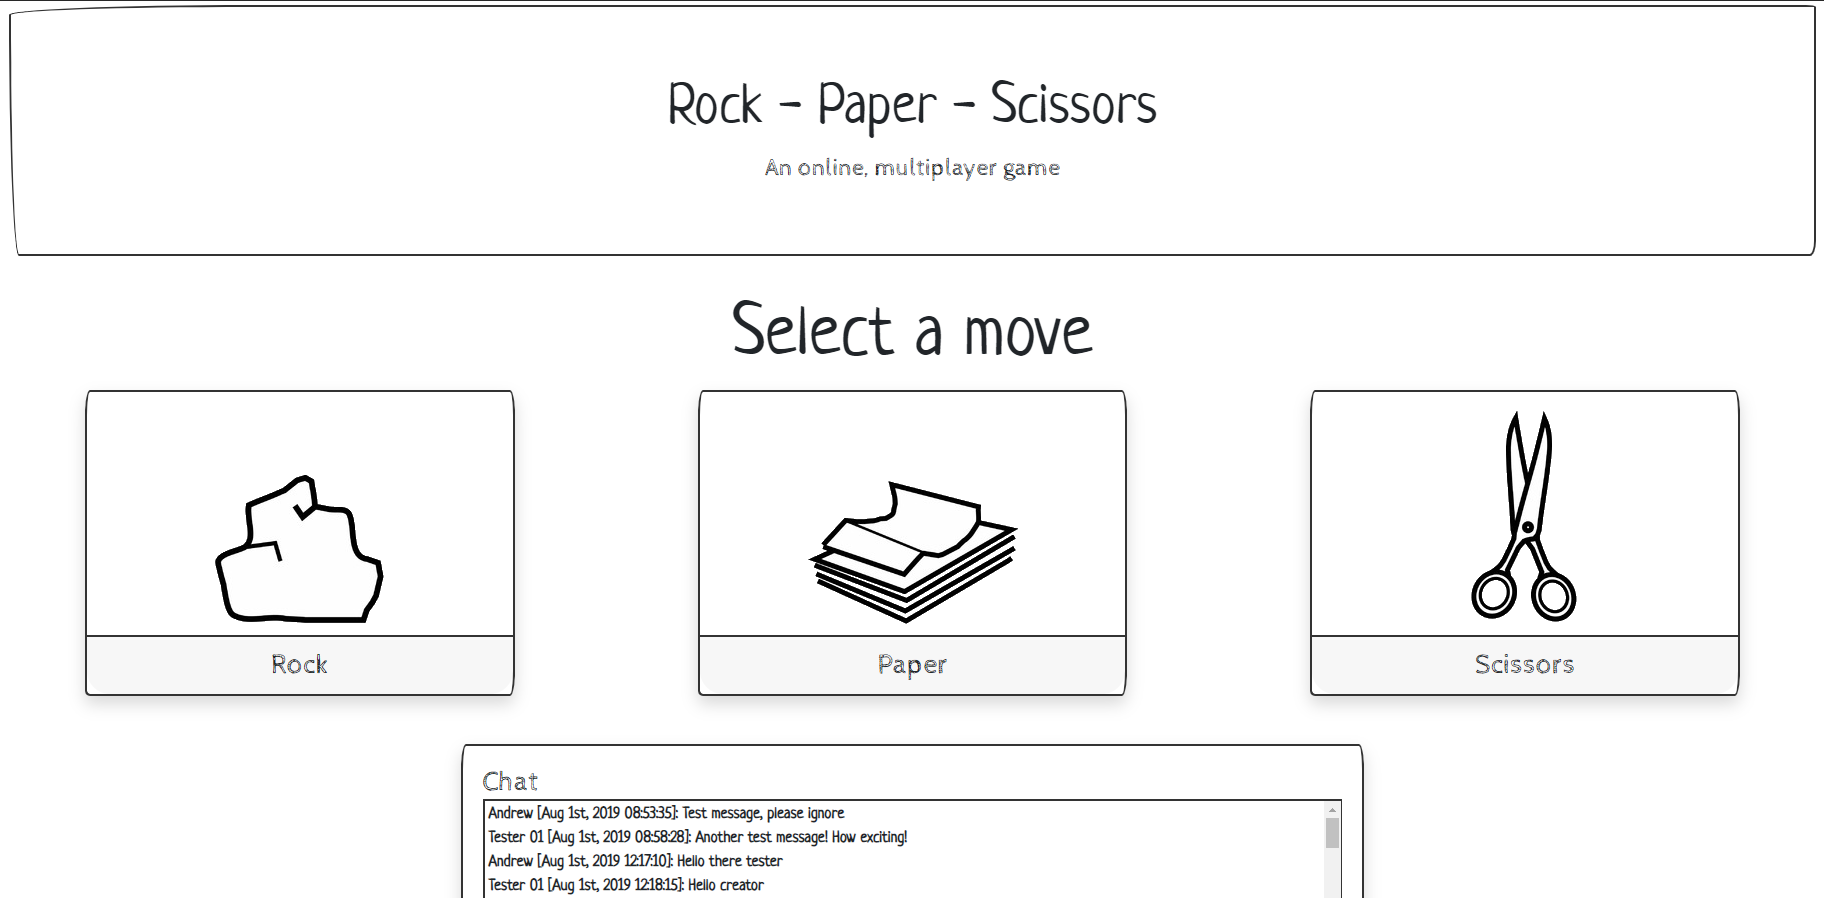 Rock - Paper - Scissors
An online, multiplayer game
Select a move
Rock
Paper
Scissors
Chat
Andrew [Aug 1st, 2019 08:53:35]: Test message, please ignore
Tester 01 [Aug 1st, 2019 08:58:28]: Another test message! How exciting!
Andrew [Aug 1st, 2019 12:17:10]: Hello there tester
Tester 01 [Aug 1st, 2019 12:18:15]: Hello creator